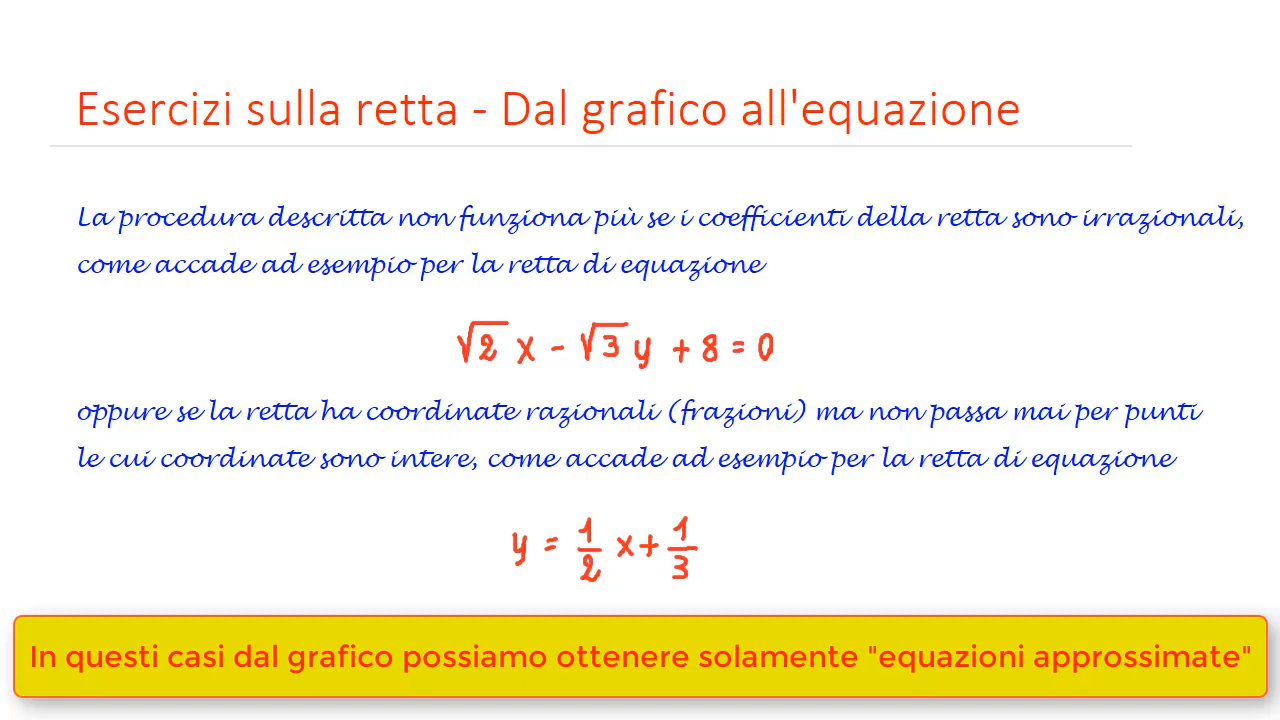 Esercizi sulla retta - Dal grafico all'equazione
La procedura descritta non funziona più se i coefficienti della retta sono irrazionali,
come accade ad esempio per la retta di equazione
√2 x - √3 y + 8 = 0
oppure se la retta ha coordinate razionali (frazioni) ma non passa mai per punti
le cui coordinate sono intere, come accade ad esempio per la retta di equazione
y = 1/2 x + 1/3
In questi casi dal grafico possiamo ottenere solamente "equazioni approssimate"